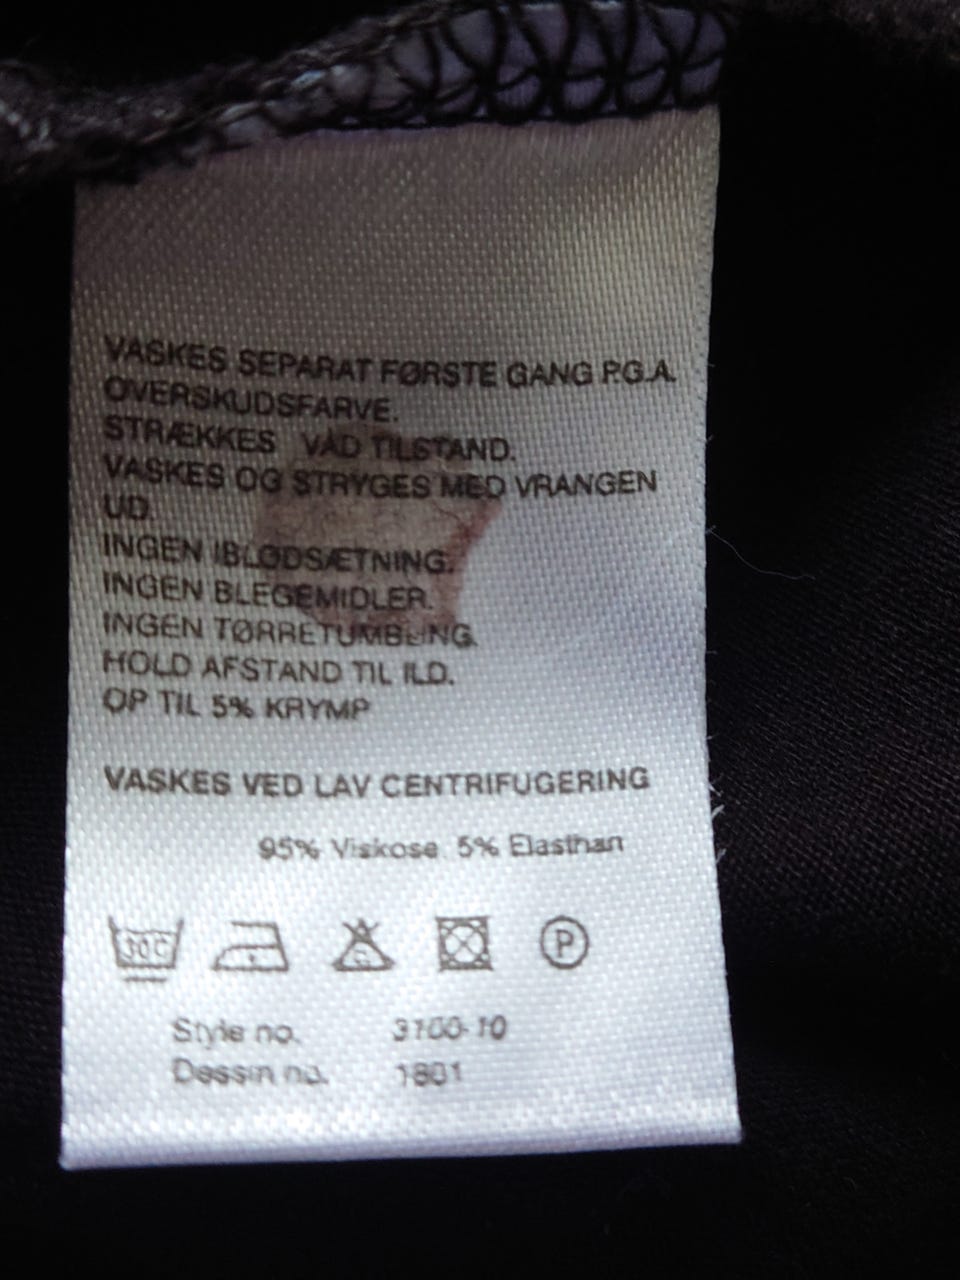 VASKES SEPARAT FØRSTE GANG P.G.A.
OVERSKUDSFARVE.
STRÆKKES VÅD TILSTAND.
VASKES OG STRYGES MED VRANGEN
UD.
INGEN IBLØDSÆTNING.
INGEN BLEGEMIDLER.
INGEN TØRRETUMBLING.
HOLD AFSTAND TIL ILD.
OP TIL 5% KRYMP
VASKES VED LAV CENTRIFUGERING
95% Viskose 5% Elasthan
30C CL P
Style no. 3100-10
Dessin no. 1801